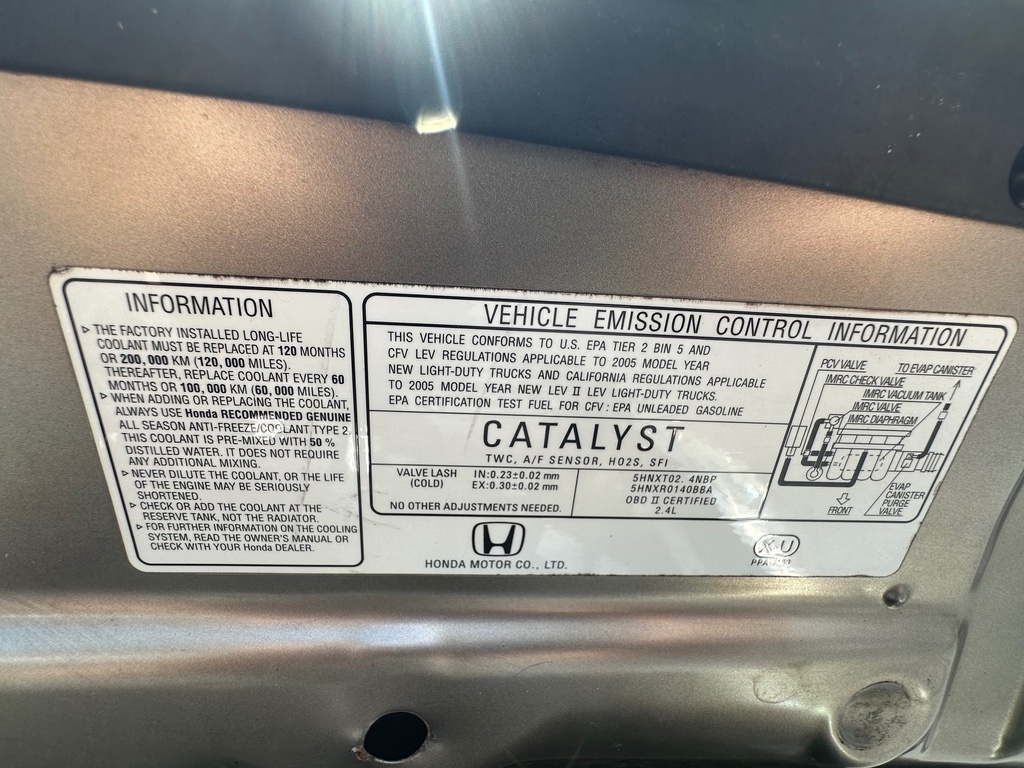 INFORMATION
▷ THE FACTORY INSTALLED LONG-LIFE
COOLANT MUST BE REPLACED AT 120 MONTHS
OR 200,000 KM (120,000 MILES).
THEREAFTER, REPLACE COOLANT EVERY 60
MONTHS OR 100,000 KM (60,000 MILES).
▷ WHEN ADDING OR REPLACING THE COOLANT,
ALWAYS USE Honda RECOMMENDED GENUINE
ALL SEASON ANTI-FREEZE/COOLANT TYPE 2.
THIS COOLANT IS PRE-MIXED WITH 50 %
DISTILLED WATER. IT DOES NOT REQUIRE
ANY ADDITIONAL MIXING.
▷ NEVER DILUTE THE COOLANT, OR THE LIFE
OF THE ENGINE MAY BE SERIOUSLY
SHORTENED.
▷ CHECK OR ADD THE COOLANT AT THE
RESERVE TANK, NOT THE RADIATOR.
▷ FOR FURTHER INFORMATION ON THE COOLING
SYSTEM, READ THE OWNER'S MANUAL OR
CHECK WITH YOUR Honda DEALER.
VEHICLE EMISSION CONTROL INFORMATION
THIS VEHICLE CONFORMS TO U.S. EPA TIER 2 BIN 5 AND
CFV LEV REGULATIONS APPLICABLE TO 2005 MODEL YEAR
NEW LIGHT-DUTY TRUCKS AND CALIFORNIA REGULATIONS APPLICABLE
TO 2005 MODEL YEAR NEW LEV II LEV LIGHT-DUTY TRUCKS.
EPA CERTIFICATION TEST FUEL FOR CFV : EPA UNLEADED GASOLINE
CATALYST
TWC, A/F SENSOR, HO2S, SFI
VALVE LASH
(COLD)
IN:0.23±0.02 mm
EX:0.30±0.02 mm
NO OTHER ADJUSTMENTS NEEDED.
5HNXT02.4NBP
5HNXR0140BBA
OBD II CERTIFIED
2.4L
PCV VALVE
TO EVAP CANISTER
IMRC CHECK VALVE
IMRC VACUUM TANK
IMRC VALVE
IMRC DIAPHRAGM
FRONT
EVAP
CANISTER
PURGE
VALVE
HONDA MOTOR CO., LTD.